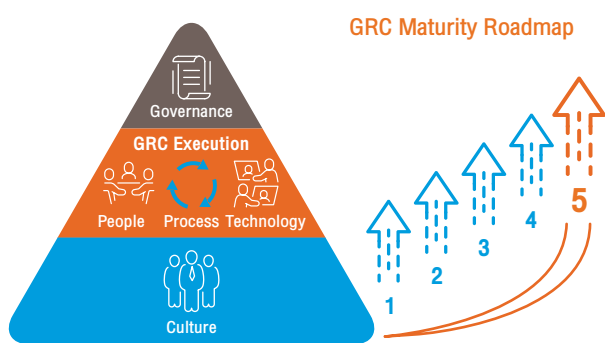 GRC Maturity Roadmap
Governance
GRC Execution
People Process Technology
Culture
1
2
3
4
5